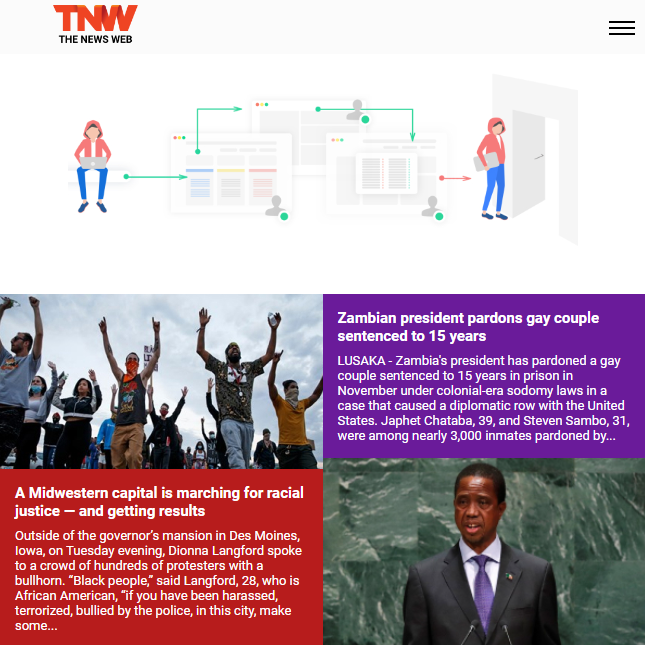 TNW
THE NEWS WEB
Zambian president pardons gay couple
sentenced to 15 years
LUSAKA - Zambia's president has pardoned a gay
couple sentenced to 15 years in prison in
November under colonial-era sodomy laws in a
case that caused a diplomatic row with the United
States. Japhet Chataba, 39, and Steven Sambo, 31,
were among nearly 3,000 inmates pardoned by...
A Midwestern capital is marching for racial
justice — and getting results
Outside of the governor's mansion in Des Moines,
Iowa, on Tuesday evening, Dionna Langford spoke
to a crowd of hundreds of protesters with a
bullhorn. “Black people,” said Langford, 28, who is
African American, “if you have been harassed,
terrorized, bullied by the police, in this city, make
some...